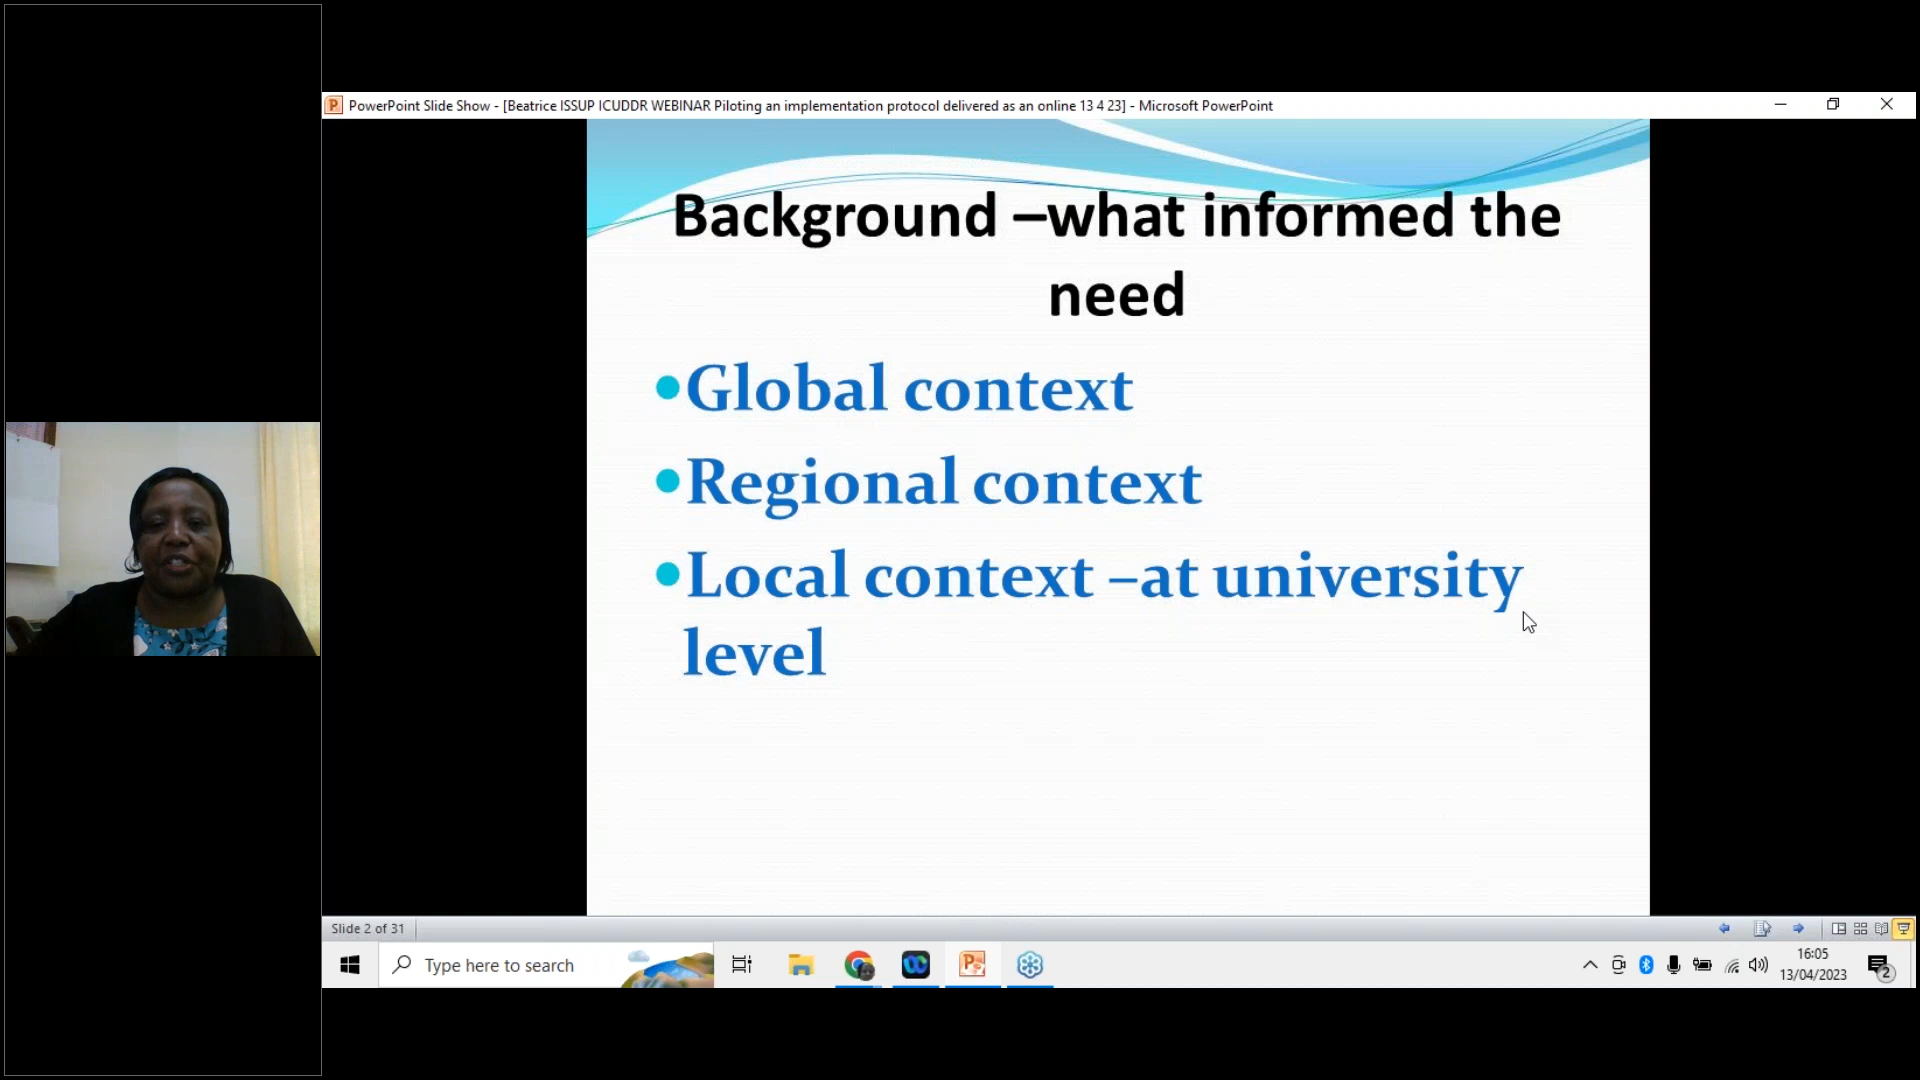 PowerPoint Slide Show - [Beatrice ISSUP ICUDDR WEBINAR Piloting an implementation protocol delivered as an online 13 4 23] - Microsoft PowerPoint
Background –what informed the
need
•Global context
•Regional context
•Local context –at university
level
Slide 2 of 31
Type here to search
16:05
13/04/2023
2